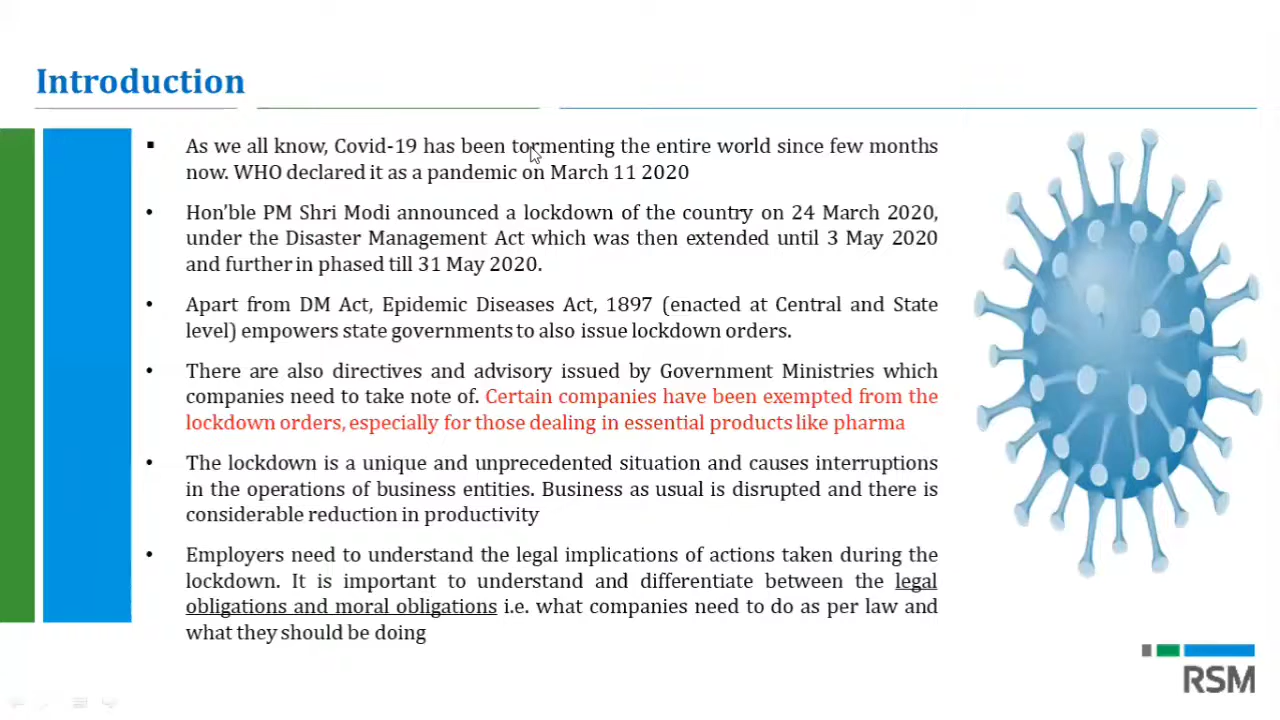 Introduction
As we all know, Covid-19 has been tormenting the entire world since few months
now. WHO declared it as a pandemic on March 11 2020
Hon'ble PM Shri Modi announced a lockdown of the country on 24 March 2020,
under the Disaster Management Act which was then extended until 3 May 2020
and further in phased till 31 May 2020.
Apart from DM Act, Epidemic Diseases Act, 1897 (enacted at Central and State
level) empowers state governments to also issue lockdown orders.
There are also directives and advisory issued by Government Ministries which
companies need to take note of. Certain companies have been exempted from the
lockdown orders, especially for those dealing in essential products like pharma
The lockdown is a unique and unprecedented situation and causes interruptions
in the operations of business entities. Business as usual is disrupted and there is
considerable reduction in productivity
Employers need to understand the legal implications of actions taken during the
lockdown. It is important to understand and differentiate between the legal
obligations and moral obligations i.e. what companies need to do as per law and
what they should be doing
RSM